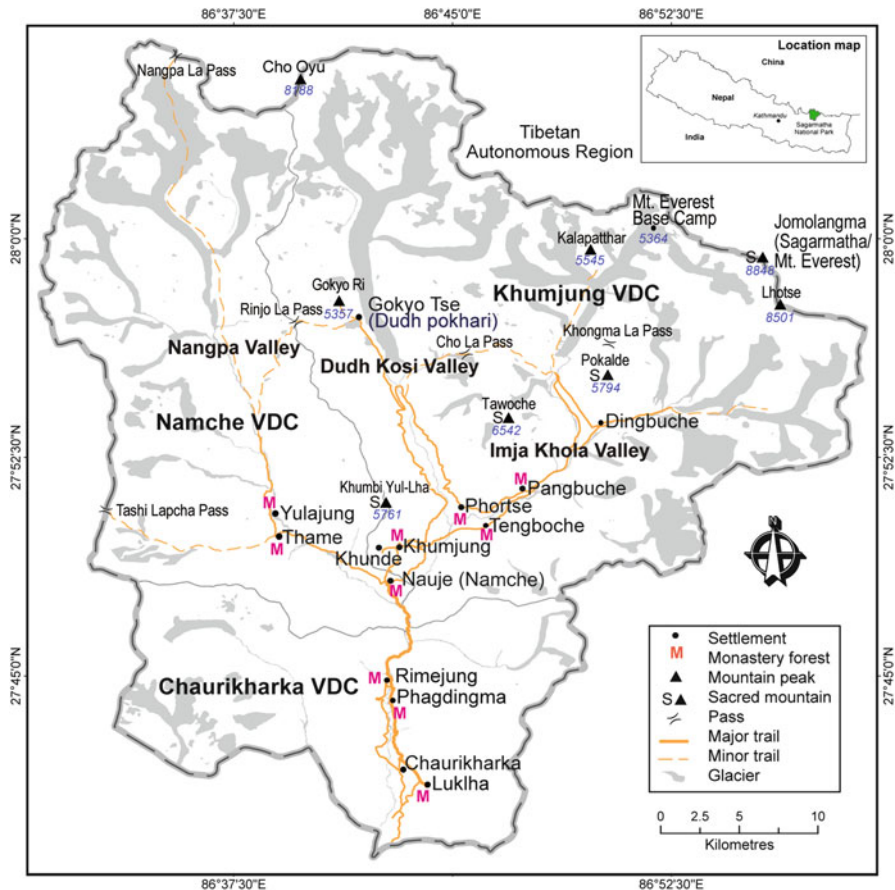 86°37'30"E
86°45'0"E
86°52'30"E
Location map
China
Nepal
Kathmandu
Sagarmatha
National Park
India
Nangpa La Pass
Cho Oyu
8188
Tibetan
Autonomous Region
28°0'0"N
28°0'0"N
Mt. Everest
Base Camp
5364
Kalapatthar
5545
Jomolangma
(Sagarmatha/
Mt. Everest)
S
8848
Lhotse
8501
Gokyo Ri
5357
Khumjung VDC
Rinjo La Pass
Gokyo Tse
(Dudh pokhari)
Khongma La Pass
Nangpa Valley
Cho La Pass
Dudh Kosi Valley
Pokalde
S
5794
Namche VDC
Tawoche
S
6542
Dingbuche
Imja Khola Valley
27°52'30"N
27°52'30"N
M
Pangbuche
Khumbi Yul-Lha
S
5761
Tashi Lapcha Pass
M
Yulajung
M
Phortse
Tengboche
M
Thame
M
M
Khunde
Khumjung
Nauje (Namche)
M
N
27°45'0"N
27°45'0"N
Chaurikharka VDC
M
Rimejung
Phagdingma
M
Chaurikharka
Luklha
M
Settlement
M Monastery forest
Mountain peak
S Sacred mountain
Pass
Major trail
Minor trail
Glacier
0 2.5 5 10
Kilometres
86°37'30"E
86°52'30"E